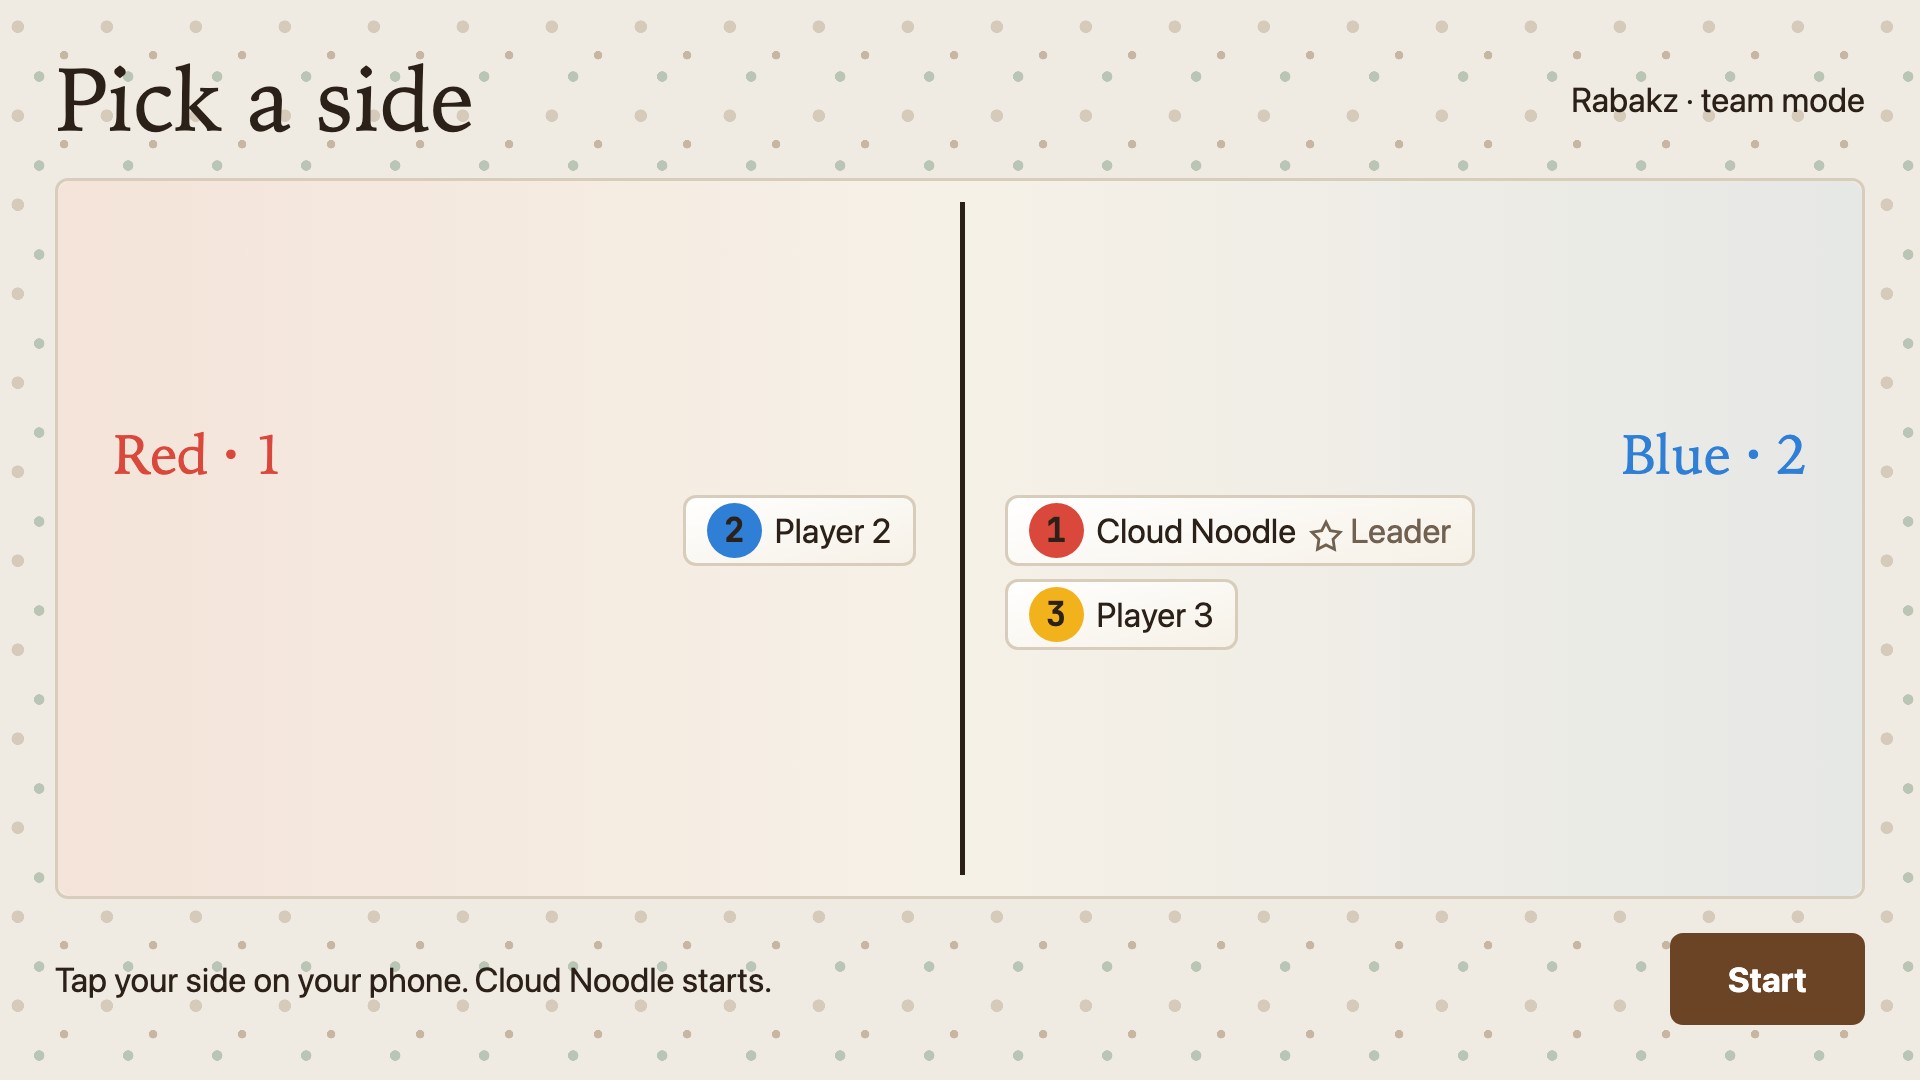 Pick a side
Rabakz · team mode
Red · 1
Blue · 2
2 Player 2
1 Cloud Noodle ☆ Leader
3 Player 3
Tap your side on your phone. Cloud Noodle starts.
Start